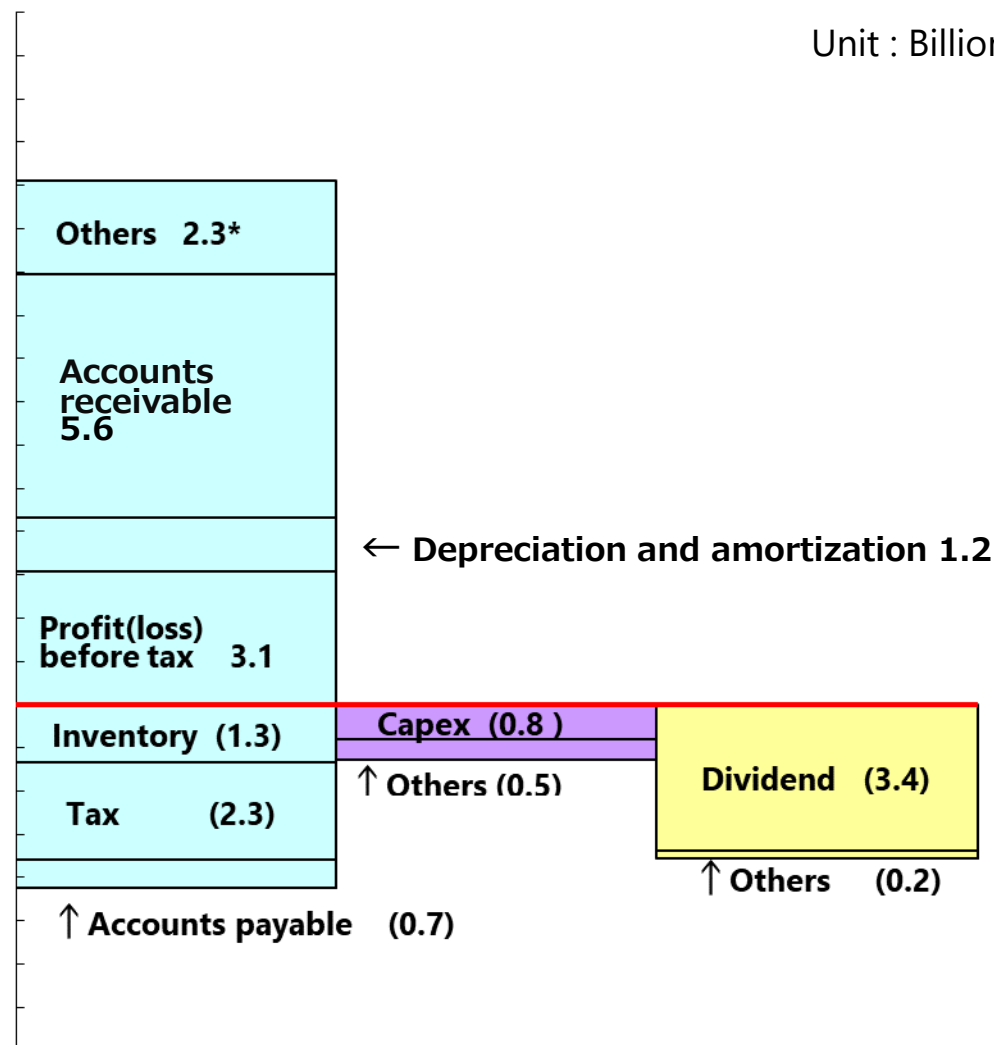 Unit : Billion
Others 2.3*
Accounts
receivable
5.6
← Depreciation and amortization 1.2
Profit(loss)
before tax 3.1
Inventory (1.3)
Capex (0.8 )
↑ Others (0.5)
Dividend (3.4)
Tax (2.3)
↑ Others (0.2)
↑ Accounts payable (0.7)